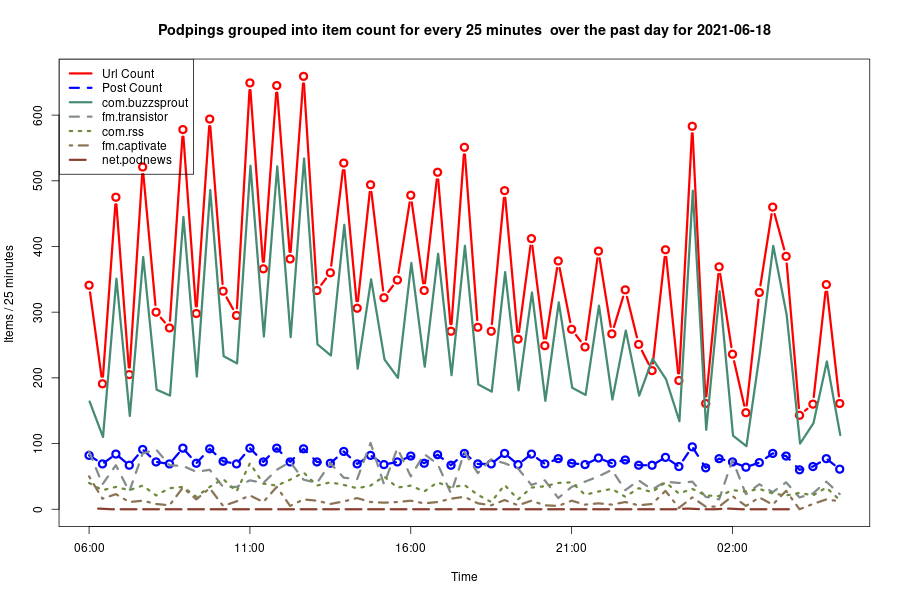 Podpings grouped into item count for every 25 minutes  over the past day for 2021-06-18
Url Count
Post Count
com.buzzsprout
fm.transistor
com.rss
fm.captivate
net.podnews
Items / 25 minutes
600
500
400
300
200
100
0
06:00 11:00 16:00 21:00 02:00
Time